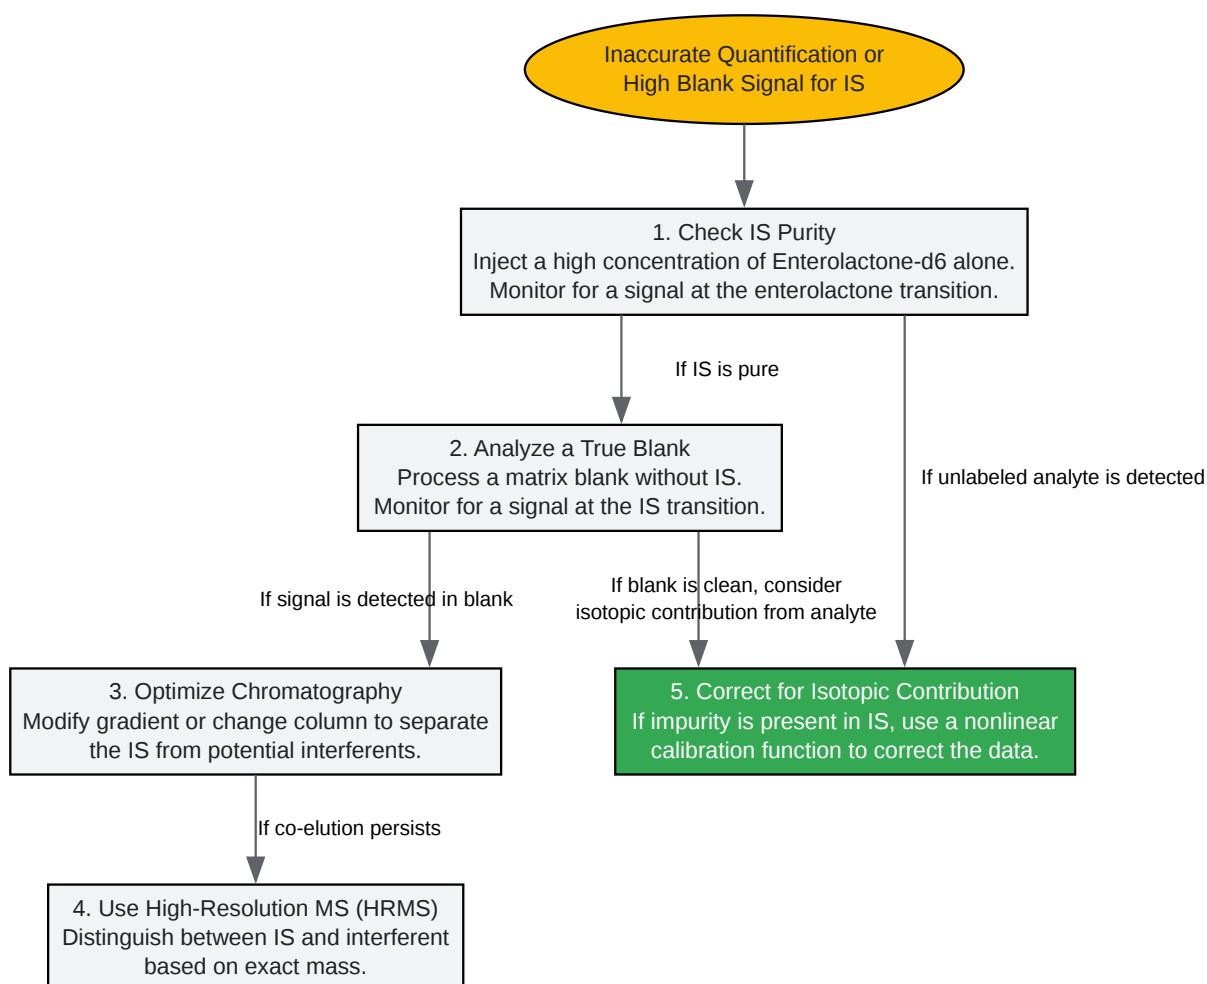 Inaccurate Quantification or
High Blank Signal for IS
1. Check IS Purity
Inject a high concentration of Enterolactone-d6 alone.
Monitor for a signal at the enterolactone transition.
If IS is pure
If unlabeled analyte is detected
2. Analyze a True Blank
Process a matrix blank without IS.
Monitor for a signal at the IS transition.
If signal is detected in blank
If blank is clean, consider
isotopic contribution from analyte
3. Optimize Chromatography
Modify gradient or change column to separate
the IS from potential interferents.
5. Correct for Isotopic Contribution
If impurity is present in IS, use a nonlinear
calibration function to correct the data.
If co-elution persists
4. Use High-Resolution MS (HRMS)
Distinguish between IS and interferent
based on exact mass.